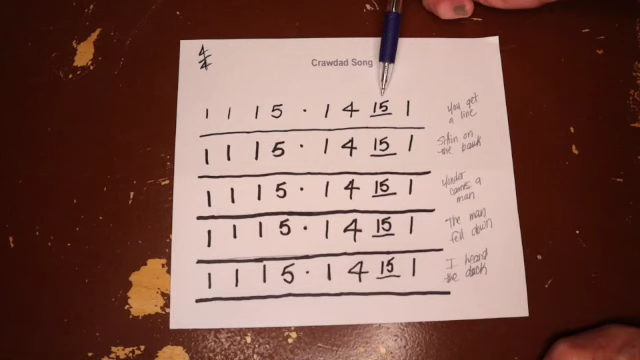 4
4
Crawdad Song
1 1 1 5 · 1 4 15 1
You get
a line
1 1 1 5 · 1 4 15 1
Sittin on
the bank
1 1 1 5 · 1 4 15 1
Yonder
comes a
man
1 1 1 5 · 1 4 15 1
The man
fell down
1 1 1 5 · 1 4 15 1
I heard
the duck